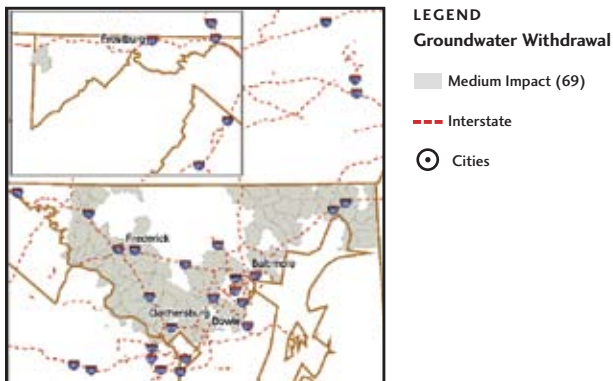 LEGEND
Groundwater Withdrawal
Medium Impact (69)
Interstate
Cities
Frostburg
Frederick
Baltimore
Gaithersburg
Bowie